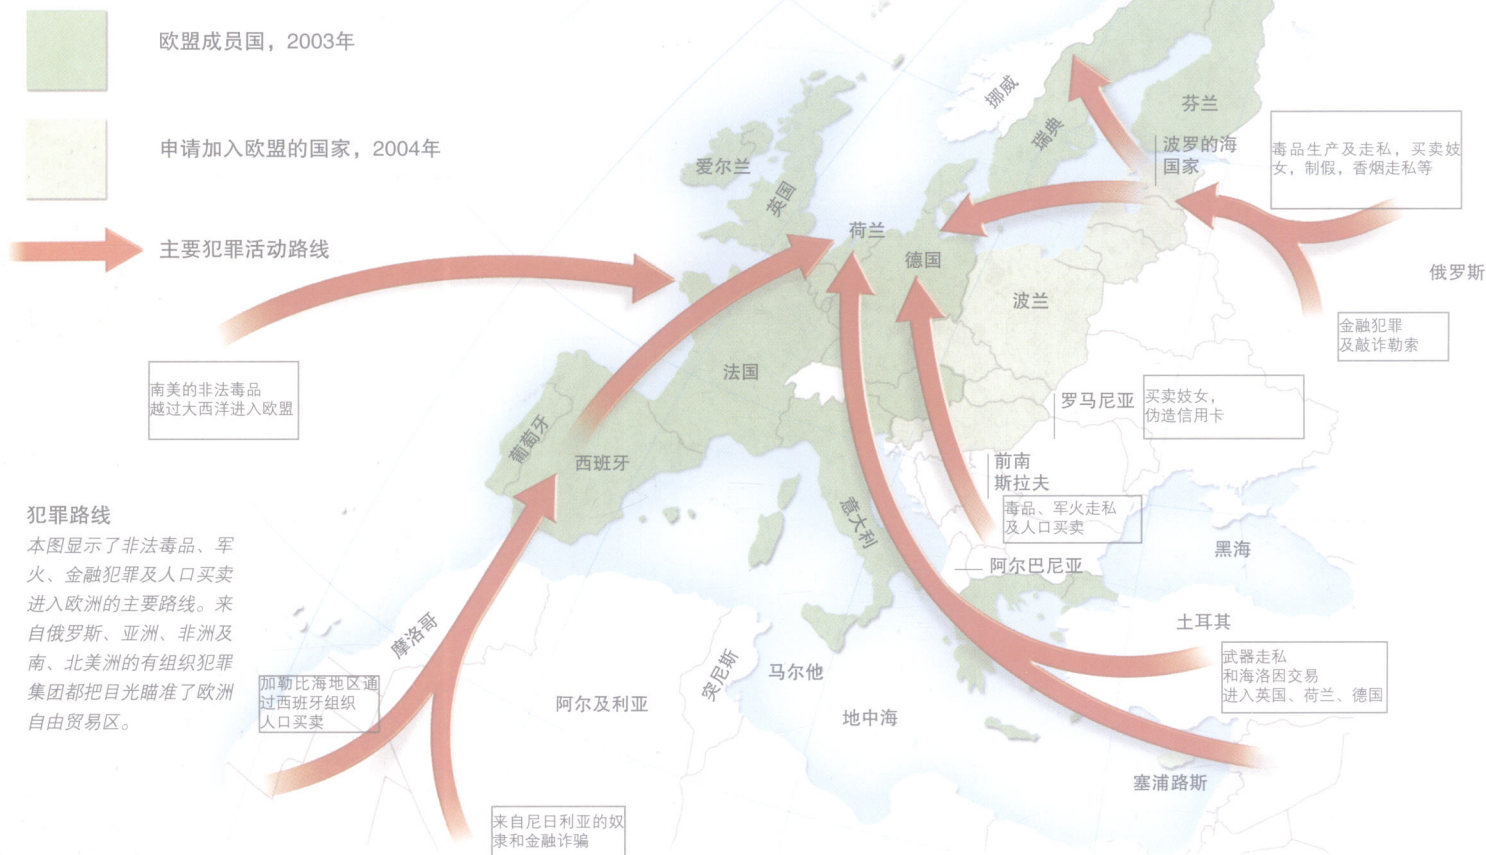 欧盟成员国，2003年
申请加入欧盟的国家，2004年
主要犯罪活动路线
挪威
芬兰
瑞典
波罗的海
国家
毒品生产及走私，买卖妓
女，制假，香烟走私等
爱尔兰
英国
荷兰
德国
波兰
俄罗斯
金融犯罪
及敲诈勒索
南美的非法毒品
越过大西洋进入欧盟
法国
罗马尼亚
买卖妓女，
伪造信用卡
葡萄牙
西班牙
前南
斯拉夫
毒品、军火走私
及人口买卖
意大利
黑海
阿尔巴尼亚
犯罪路线
本图显示了非法毒品、军
火、金融犯罪及人口买卖
进入欧洲的主要路线。来
自俄罗斯、亚洲、非洲及
南、北美洲的有组织犯罪
集团都把目光瞄准了欧洲
自由贸易区。
土耳其
武器走私
和海洛因交易
进入英国、荷兰、德国
摩洛哥
突尼斯
马尔他
加勒比海地区通
过西班牙组织
人口买卖
阿尔及利亚
地中海
塞浦路斯
来自尼日利亚的奴
隶和金融诈骗